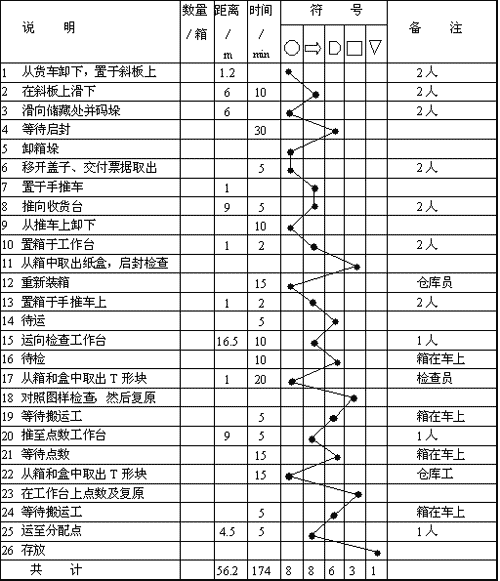 说 明 数量/箱 距离/m 时间/min 符 号 备 注
1 从货车卸下，置于斜板上 1.2 2人
2 在斜板上滑下 6 10 2人
3 滑向储藏处并码垛 6 2人
4 等待启封 30
5 卸箱垛
6 移开盖子、交付票据取出 5 2人
7 置于手推车 1
8 推向收货台 9 5 2人
9 从推车上卸下 10
10 置箱于工作台 1 2 2人
11 从箱中取出纸盒，启封检查
12 重新装箱 15 仓库员
13 置箱于手推车上 1 2 2人
14 待运 5
15 运向检查工作台 16.5 10 1人
16 待检 10 箱在车上
17 从箱和盒中取出T形块 1 20 检查员
18 对照图样检查，然后复原
19 等待搬运工 5 箱在车上
20 推至点数工作台 9 5 1人
21 等待点数 15 箱在车上
22 从箱和盒中取出T形块 15 仓库工
23 在工作台上点数及复原
24 等待搬运工 5 箱在车上
25 运至分配点 4.5 5 1人
26 存放
共 计 56.2 174 8 8 6 3 1